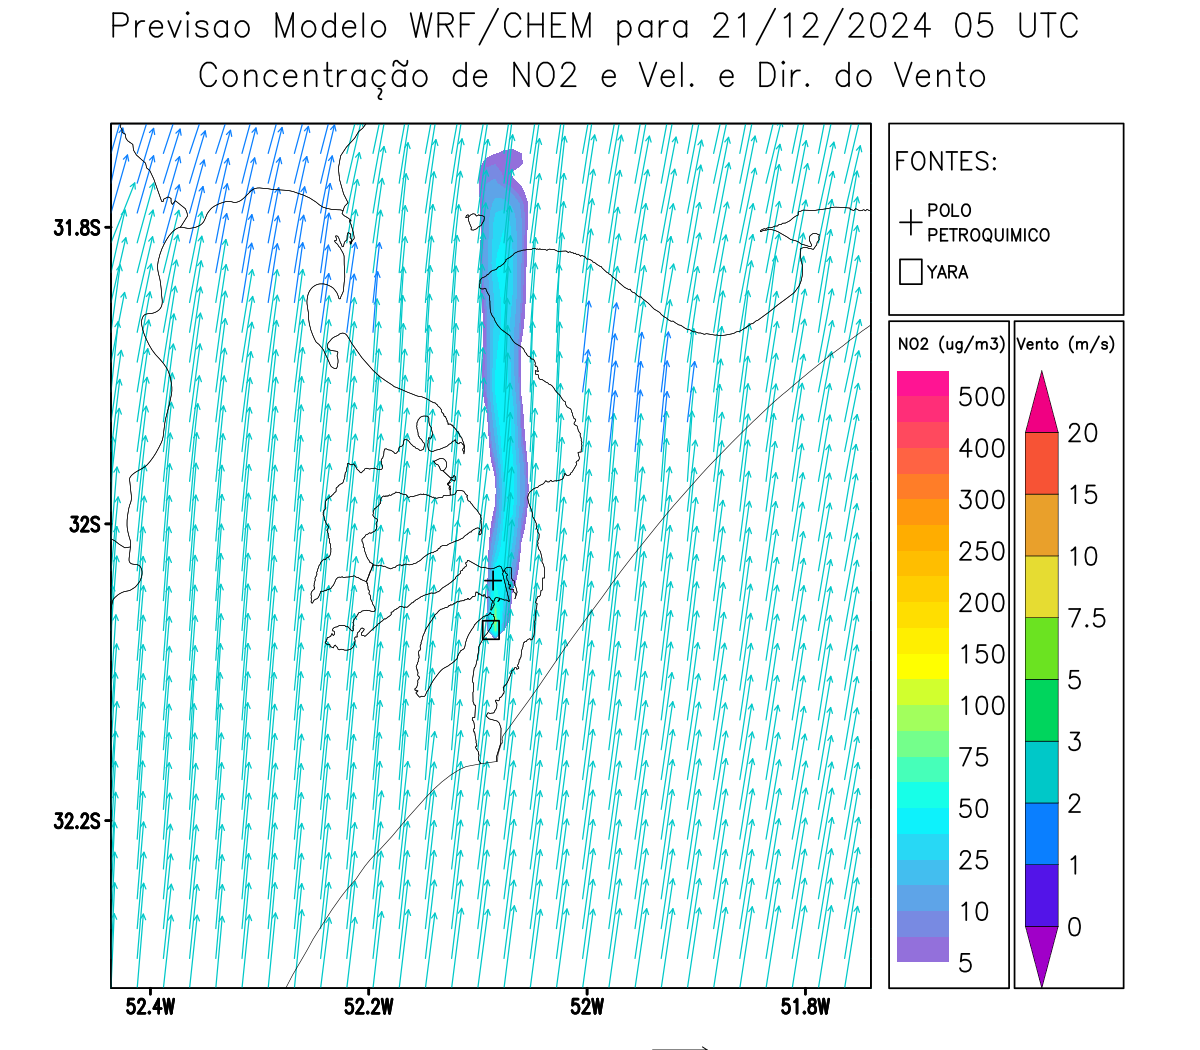 Previsao Modelo WRF/CHEM para 21/12/2024 05 UTC
Concentração de NO2 e Vel. e Dir. do Vento
FONTES:
POLO
PETROQUIMICO
YARA
NO2 (ug/m3)
500
400
300
250
200
150
100
75
50
25
10
5
Vento (m/s)
20
15
10
7.5
5
3
2
1
0
31.8S
32S
32.2S
52.4W
52.2W
52W
51.8W